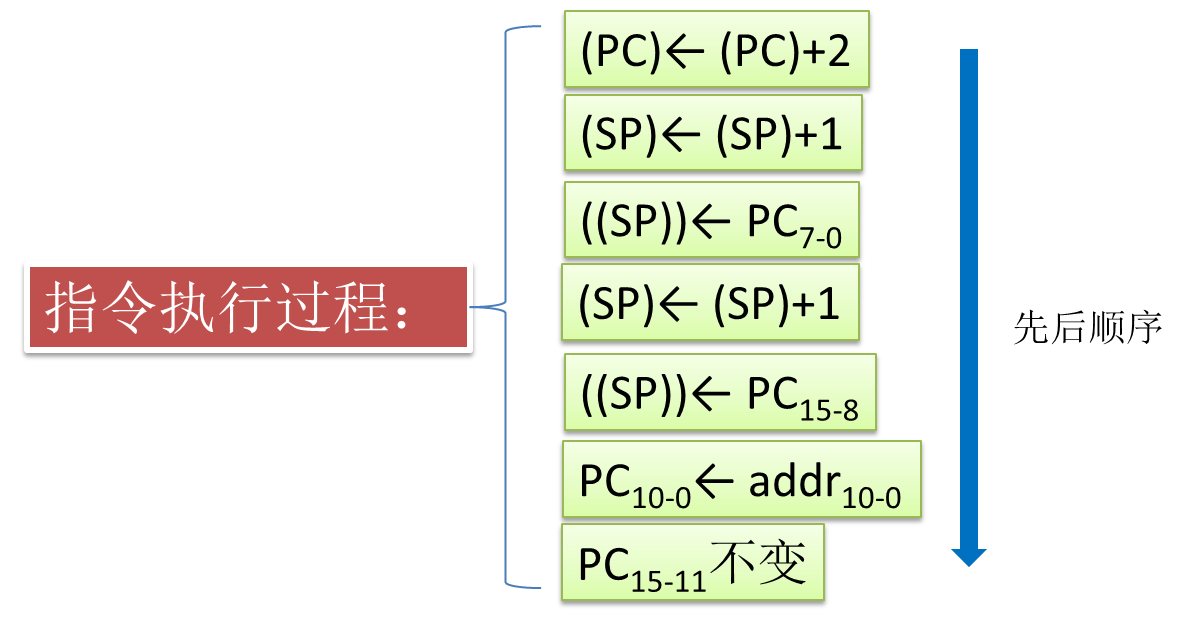 (PC)← (PC)+2
(SP)← (SP)+1
((SP))← PC7-0
指令执行过程：
(SP)← (SP)+1
先后顺序
((SP))← PC15-8
PC10-0← addr10-0
PC15-11不变